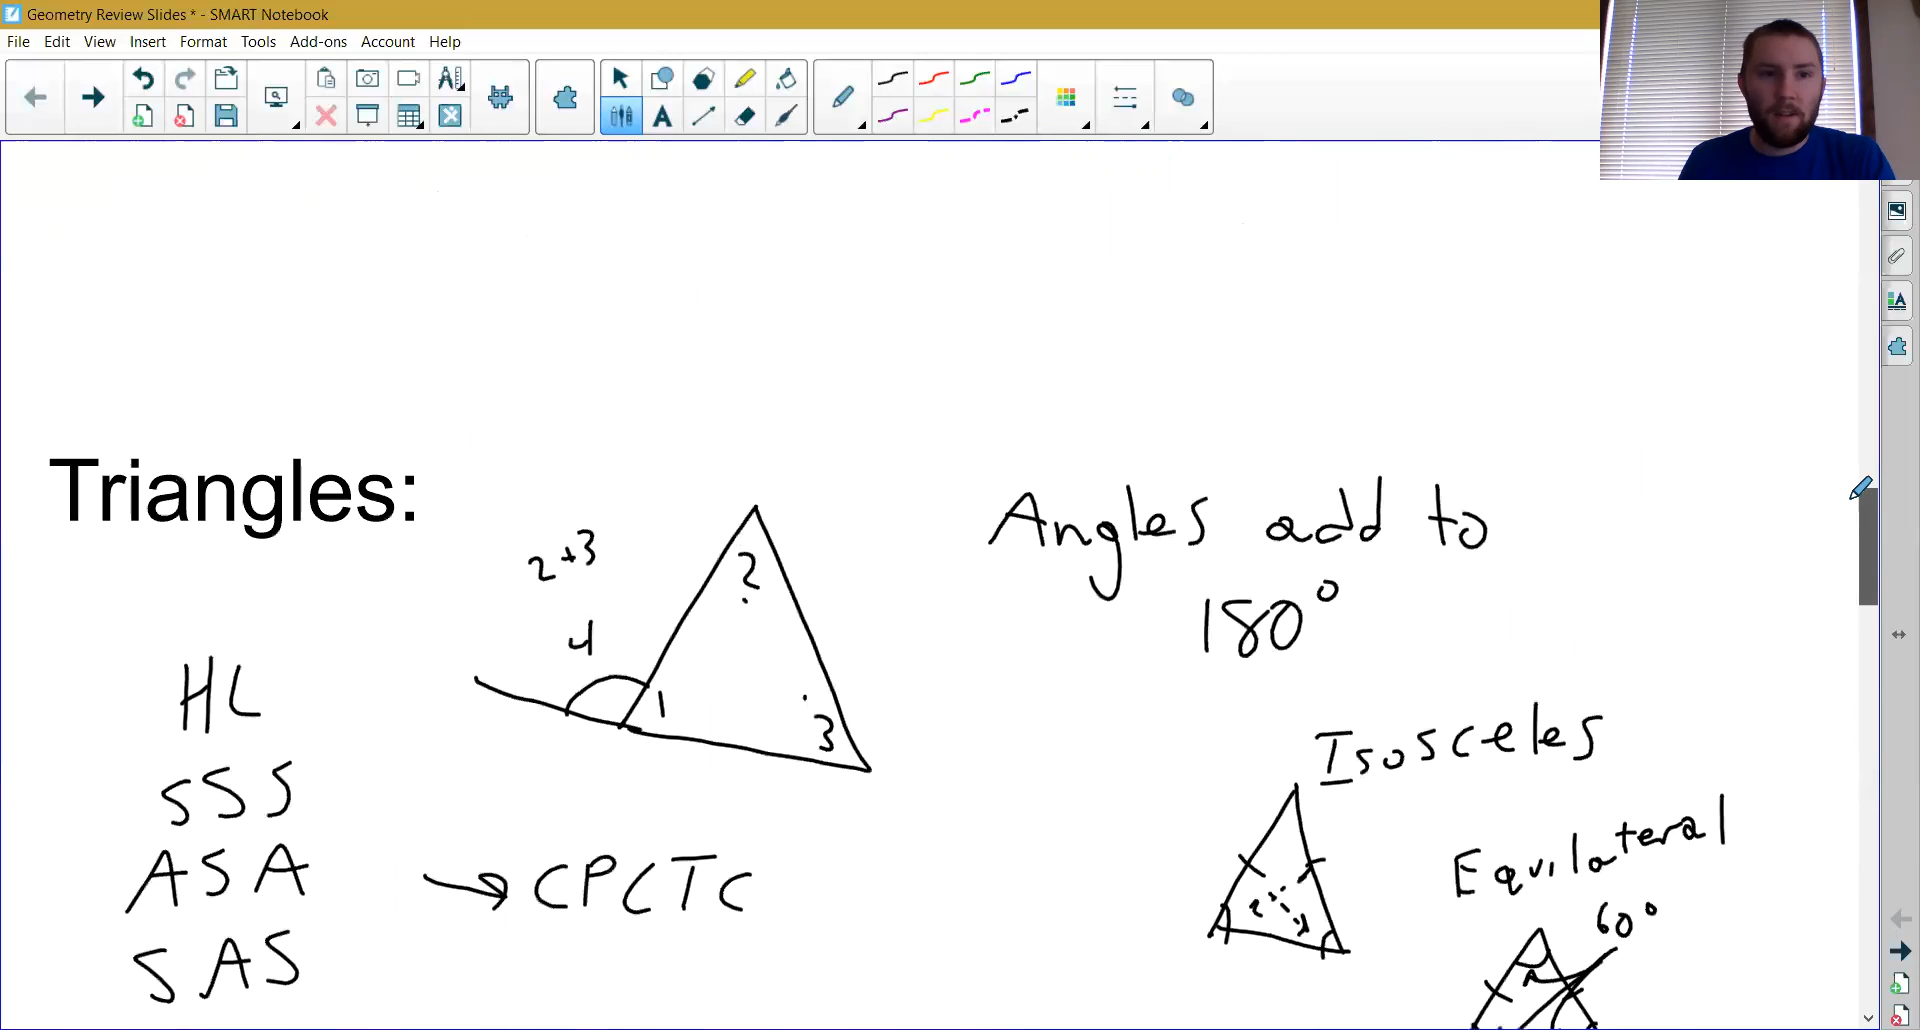 Geometry Review Slides * - SMART Notebook
File Edit View Insert Format Tools Add-ons Account Help
Triangles:
Angles add to
180°
2+3
2
4
1
3
HL
SSS
ASA
SAS
→ CPCTC
Isosceles
Equilateral
60°